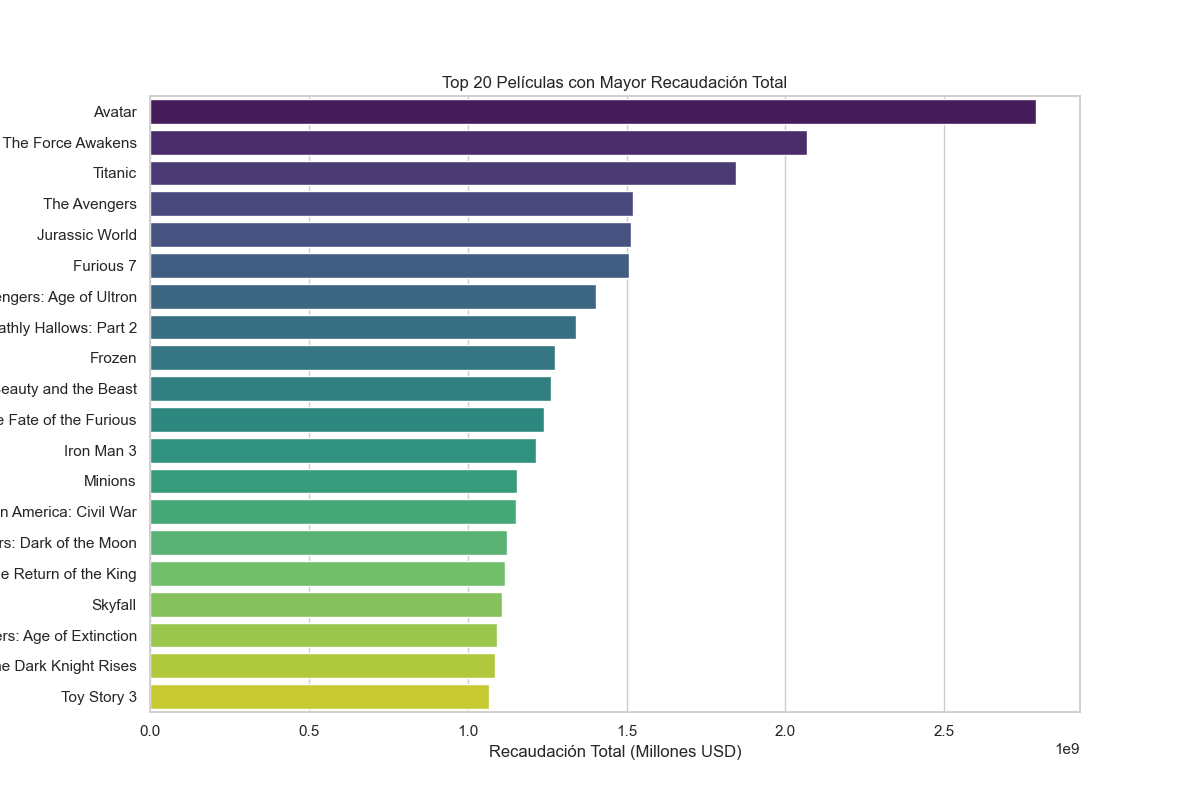 Top 20 Películas con Mayor Recaudación Total
Avatar
The Force Awakens
Titanic
The Avengers
Jurassic World
Furious 7
engers: Age of Ultron
athly Hallows: Part 2
Frozen
Beauty and the Beast
e Fate of the Furious
Iron Man 3
Minions
n America: Civil War
rs: Dark of the Moon
e Return of the King
Skyfall
ers: Age of Extinction
he Dark Knight Rises
Toy Story 3
0.0 0.5 1.0 1.5 2.0 2.5
1e9
Recaudación Total (Millones USD)